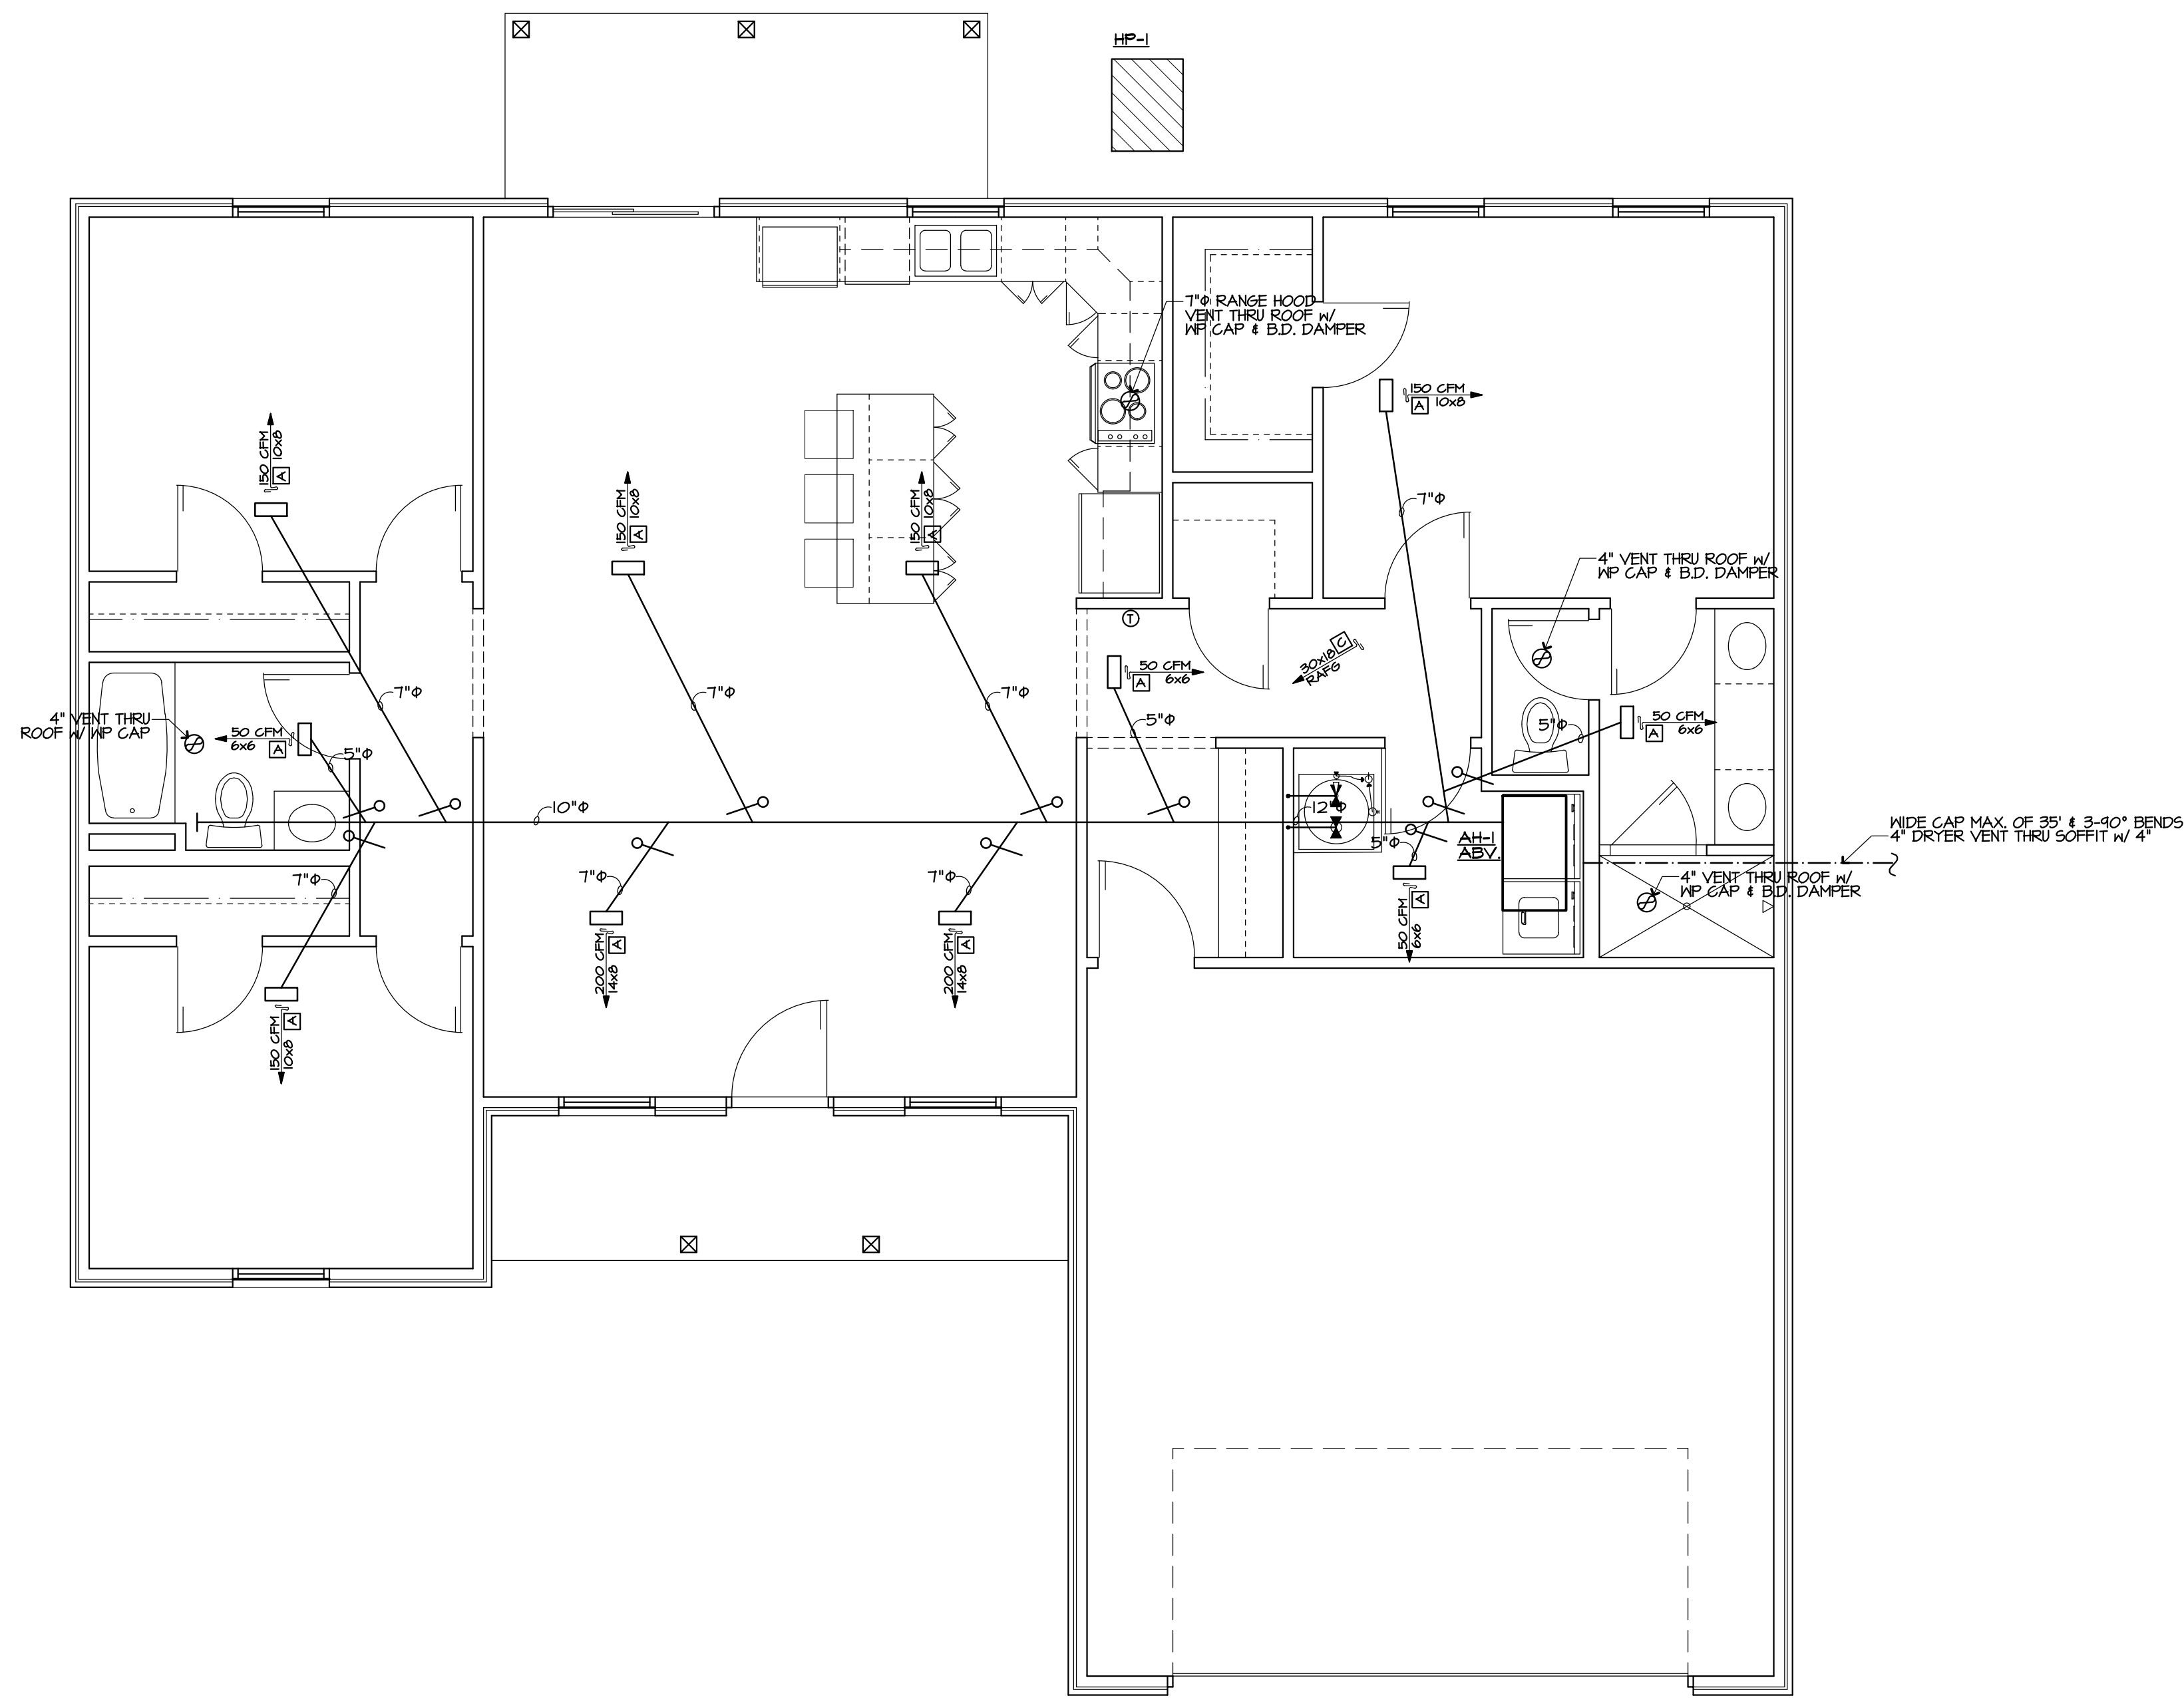 HP-1
7"Φ RANGE HOOD
VENT THRU ROOF w/
WP CAP & B.D. DAMPER
150 CFM
A 10x8
150 CFM
10x8
A
150 CFM
10x8
A
150 CFM
10x8
A
7"Φ
4" VENT THRU ROOF w/
WP CAP & B.D. DAMPER
T
30x18 C
RAFG
50 CFM
A 6x6
7"Φ
7"Φ
7"Φ
5"Φ
4" VENT THRU
ROOF w/ WP CAP
50 CFM
6x6 A
5"Φ
5"Φ
50 CFM
A 6x6
10"Φ
12"Φ
5"Φ
AH-1
ABV.
WIDE CAP MAX. OF 35' & 3-90° BENDS
4" DRYER VENT THRU SOFFIT w/ 4"
4" VENT THRU ROOF w/
WP CAP & B.D. DAMPER
7"Φ
7"Φ
7"Φ
50 CFM
6x6
A
200 CFM
14x8
A
200 CFM
14x8
A
150 CFM
10x8
A